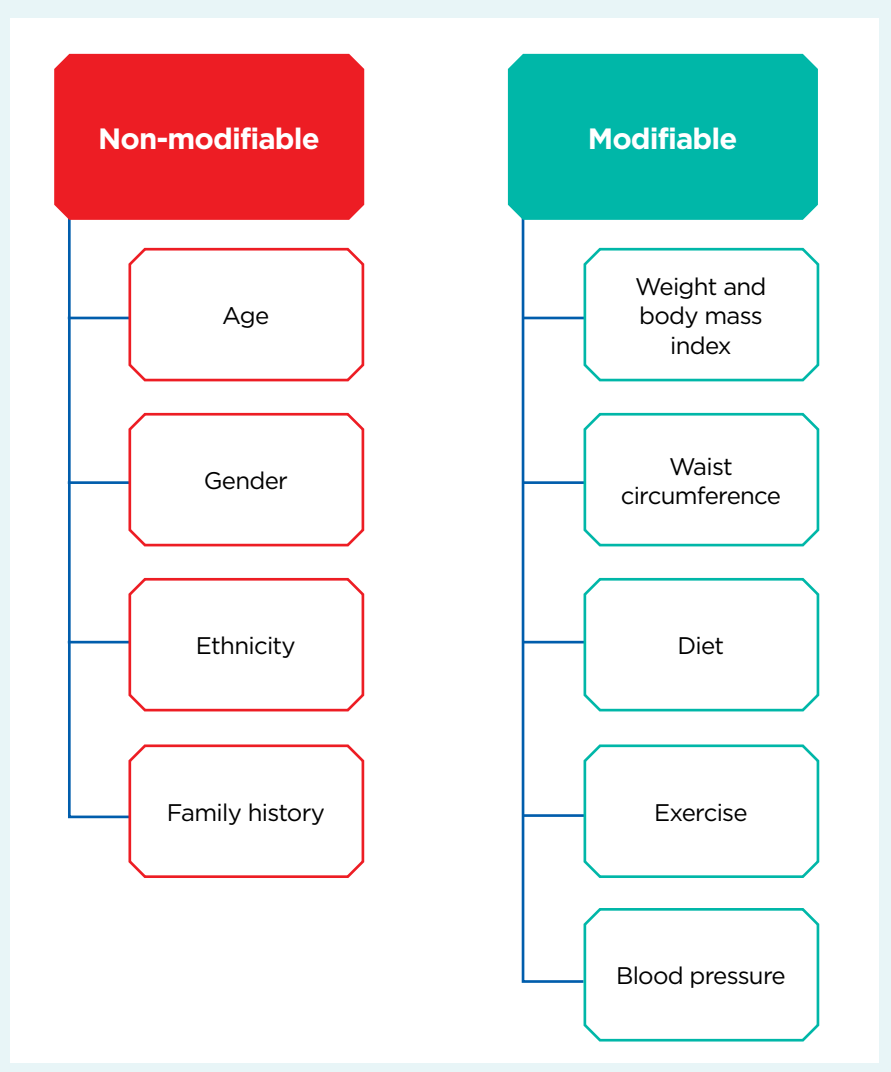 Non-modifiable
Age
Gender
Ethnicity
Family history
Modifiable
Weight and
body mass
index
Waist
circumference
Diet
Exercise
Blood pressure